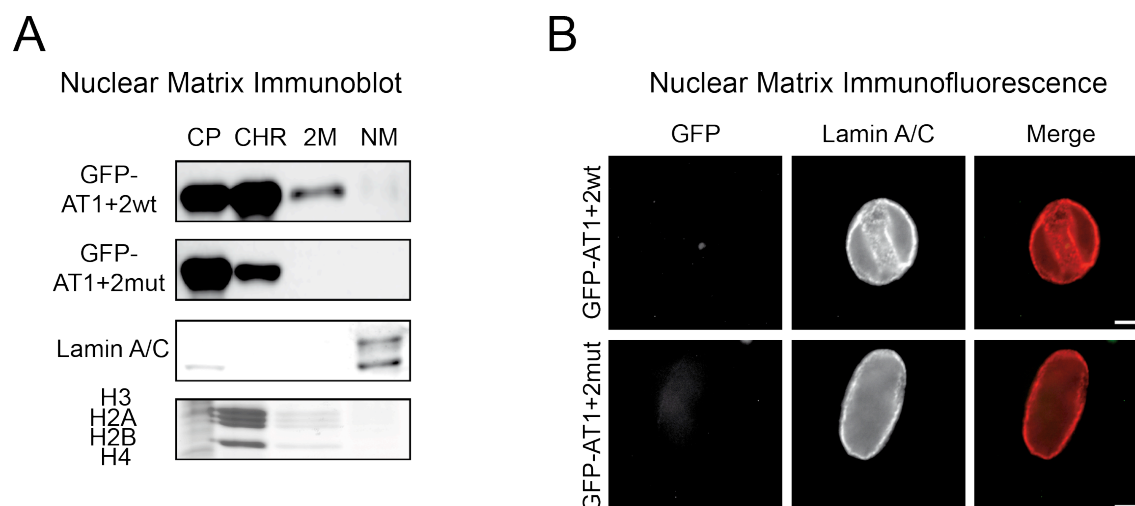 A
Nuclear Matrix Immunoblot
CP CHR 2M NM
GFP-
AT1+2wt
GFP-
AT1+2mut
Lamin A/C
H3
H2A
H2B
H4
B
Nuclear Matrix Immunofluorescence
GFP Lamin A/C Merge
GFP-AT1+2wt
GFP-AT1+2mut